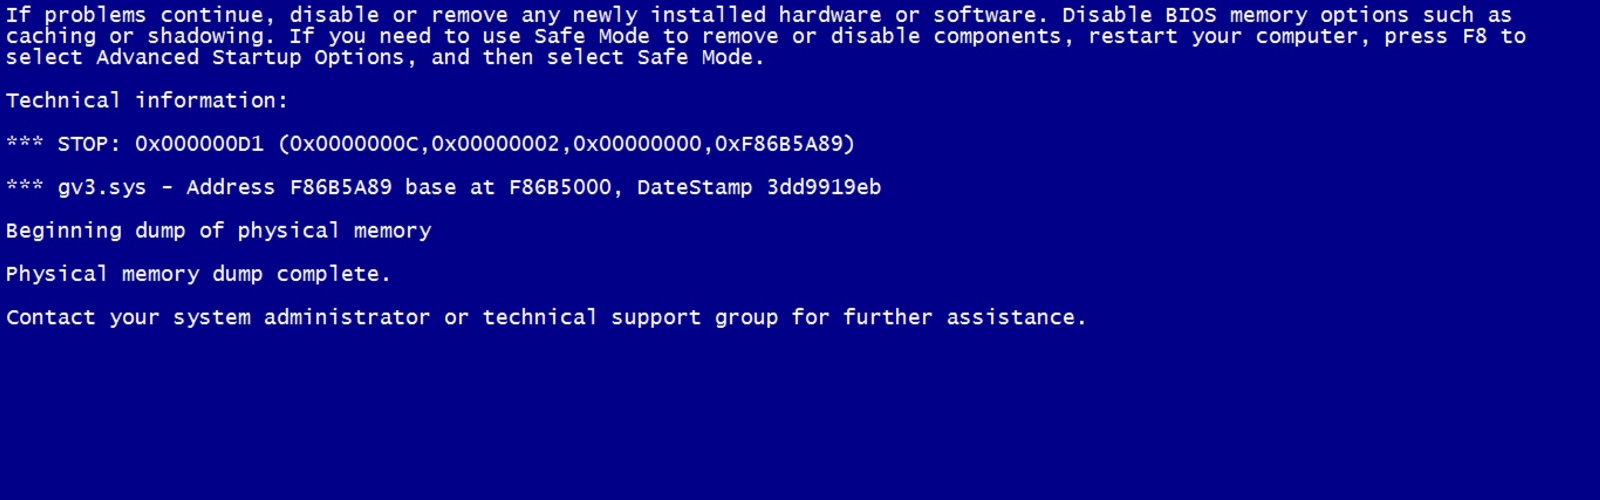 If problems continue, disable or remove any newly installed hardware or software. Disable BIOS memory options such as
caching or shadowing. If you need to use Safe Mode to remove or disable components, restart your computer, press F8 to
select Advanced Startup Options, and then select Safe Mode.
Technical information:
*** STOP: 0x000000D1 (0x0000000C,0x00000002,0x00000000,0xF86B5A89)
*** gv3.sys - Address F86B5A89 base at F86B5000, DateStamp 3dd9919eb
Beginning dump of physical memory
Physical memory dump complete.
Contact your system administrator or technical support group for further assistance.